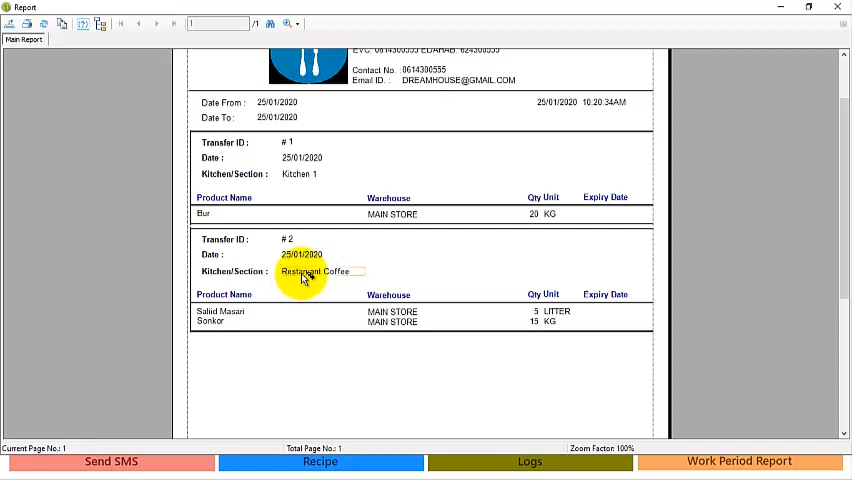 Report
1 /1
Main Report
EVC: 0614300555 EDAHAB: 624300555
Contact No. : 0614300555
Email ID. : DREAMHOUSE@GMAIL.COM
Date From : 25/01/2020 25/01/2020 10:20:34AM
Date To : 25/01/2020
Transfer ID : # 1
Date : 25/01/2020
Kitchen/Section : Kitchen 1
Product Name Warehouse Qty Unit Expiry Date
Bur MAIN STORE 20 KG
Transfer ID : # 2
Date : 25/01/2020
Kitchen/Section : Restaurant Coffee
Product Name Warehouse Qty Unit Expiry Date
Saliid Masari MAIN STORE 5 LITTER
Sonkor MAIN STORE 15 KG
Current Page No.: 1 Total Page No.: 1 Zoom Factor: 100%
Send SMS Recipe Logs Work Period Report